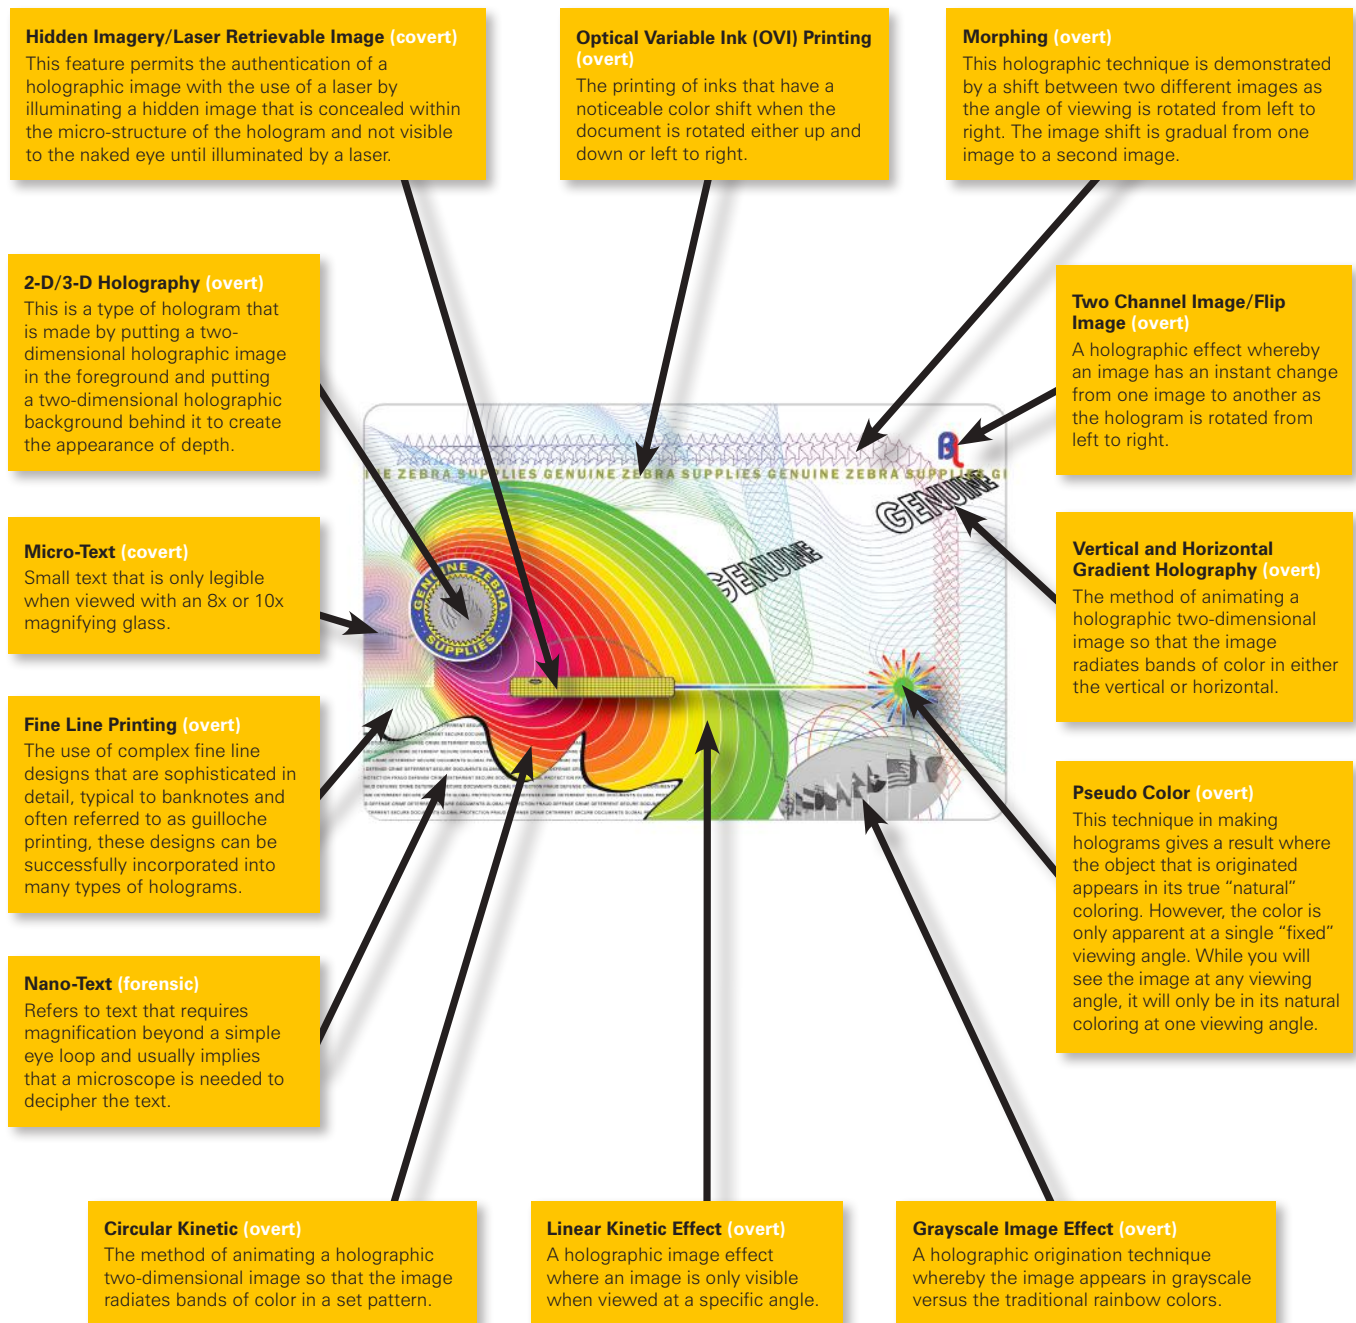 Hidden Imagery/Laser Retrievable Image (covert)
This feature permits the authentication of a
holographic image with the use of a laser by
illuminating a hidden image that is concealed within
the micro-structure of the hologram and not visible
to the naked eye until illuminated by a laser.
Optical Variable Ink (OVI) Printing
(overt)
The printing of inks that have a
noticeable color shift when the
document is rotated either up and
down or left to right.
Morphing (overt)
This holographic technique is demonstrated
by a shift between two different images as
the angle of viewing is rotated from left to
right. The image shift is gradual from one
image to a second image.
2-D/3-D Holography (overt)
This is a type of hologram that
is made by putting a two-
dimensional holographic image
in the foreground and putting
a two-dimensional holographic
background behind it to create
the appearance of depth.
Two Channel Image/Flip
Image (overt)
A holographic effect whereby
an image has an instant change
from one image to another as
the hologram is rotated from
left to right.
NE ZEBRA SUPPLIES GENUINE ZEBRA SUPPLIES GENUINE ZEBRA SUPPLIES GI
GENUINE
GENUINE
GENUINE ZEBRA
SUPPLIES
Micro-Text (covert)
Small text that is only legible
when viewed with an 8x or 10x
magnifying glass.
Vertical and Horizontal
Gradient Holography (overt)
The method of animating a
holographic two-dimensional
image so that the image
radiates bands of color in either
the vertical or horizontal.
Fine Line Printing (overt)
The use of complex fine line
designs that are sophisticated in
detail, typical to banknotes and
often referred to as guilloche
printing, these designs can be
successfully incorporated into
many types of holograms.
Pseudo Color (overt)
This technique in making
holograms gives a result where
the object that is originated
appears in its true “natural”
coloring. However, the color is
only apparent at a single “fixed”
viewing angle. While you will
see the image at any viewing
angle, it will only be in its natural
coloring at one viewing angle.
Nano-Text (forensic)
Refers to text that requires
magnification beyond a simple
eye loop and usually implies
that a microscope is needed to
decipher the text.
Circular Kinetic (overt)
The method of animating a holographic
two-dimensional image so that the image
radiates bands of color in a set pattern.
Linear Kinetic Effect (overt)
A holographic image effect
where an image is only visible
when viewed at a specific angle.
Grayscale Image Effect (overt)
A holographic origination technique
whereby the image appears in grayscale
versus the traditional rainbow colors.